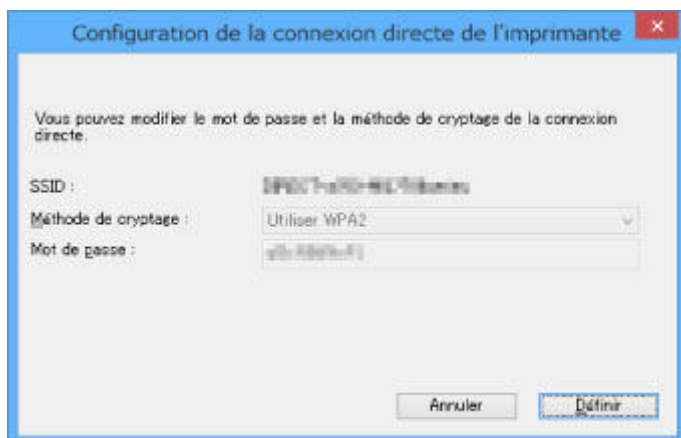 Configuration de la connexion directe de l'imprimante
Vous pouvez modifier le mot de passe et la méthode de cryptage de la connexion
directe.
SSID :
Méthode de cryptage : Utiliser WPA2
Mot de passe :
Annuler Définir